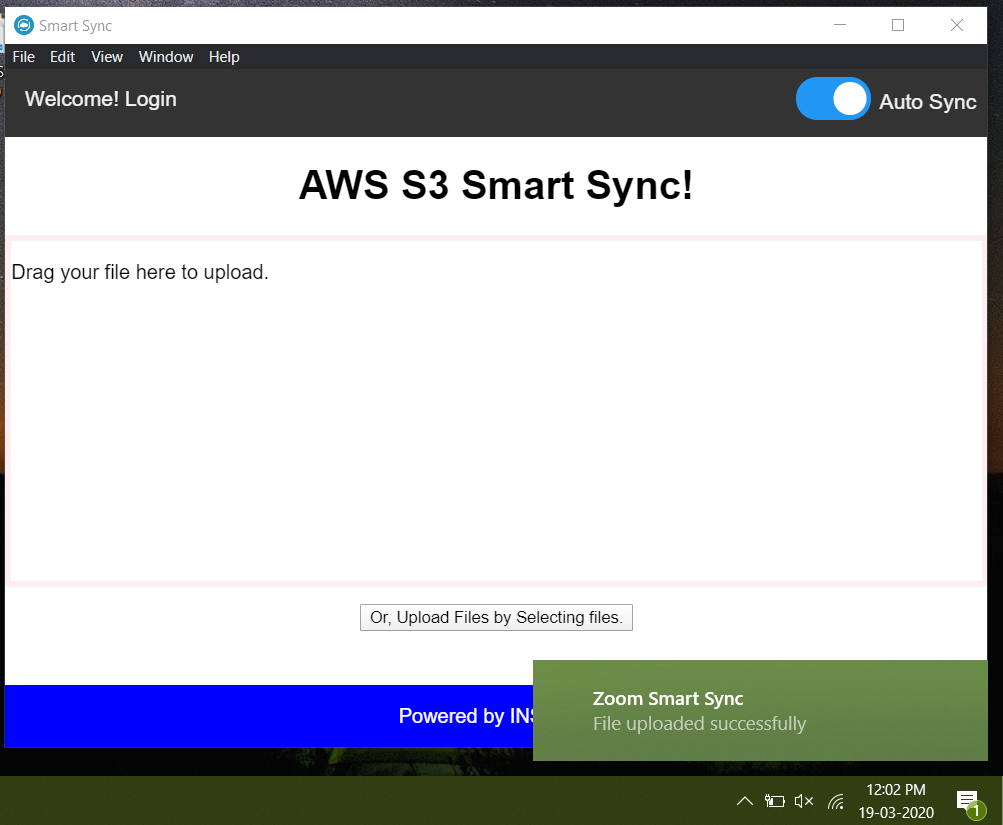 Smart Sync
File Edit View Window Help
Welcome! Login
Auto Sync
AWS S3 Smart Sync!
Drag your file here to upload.
Or, Upload Files by Selecting files.
Powered by
Zoom Smart Sync
File uploaded successfully
12:02 PM
19-03-2020
1